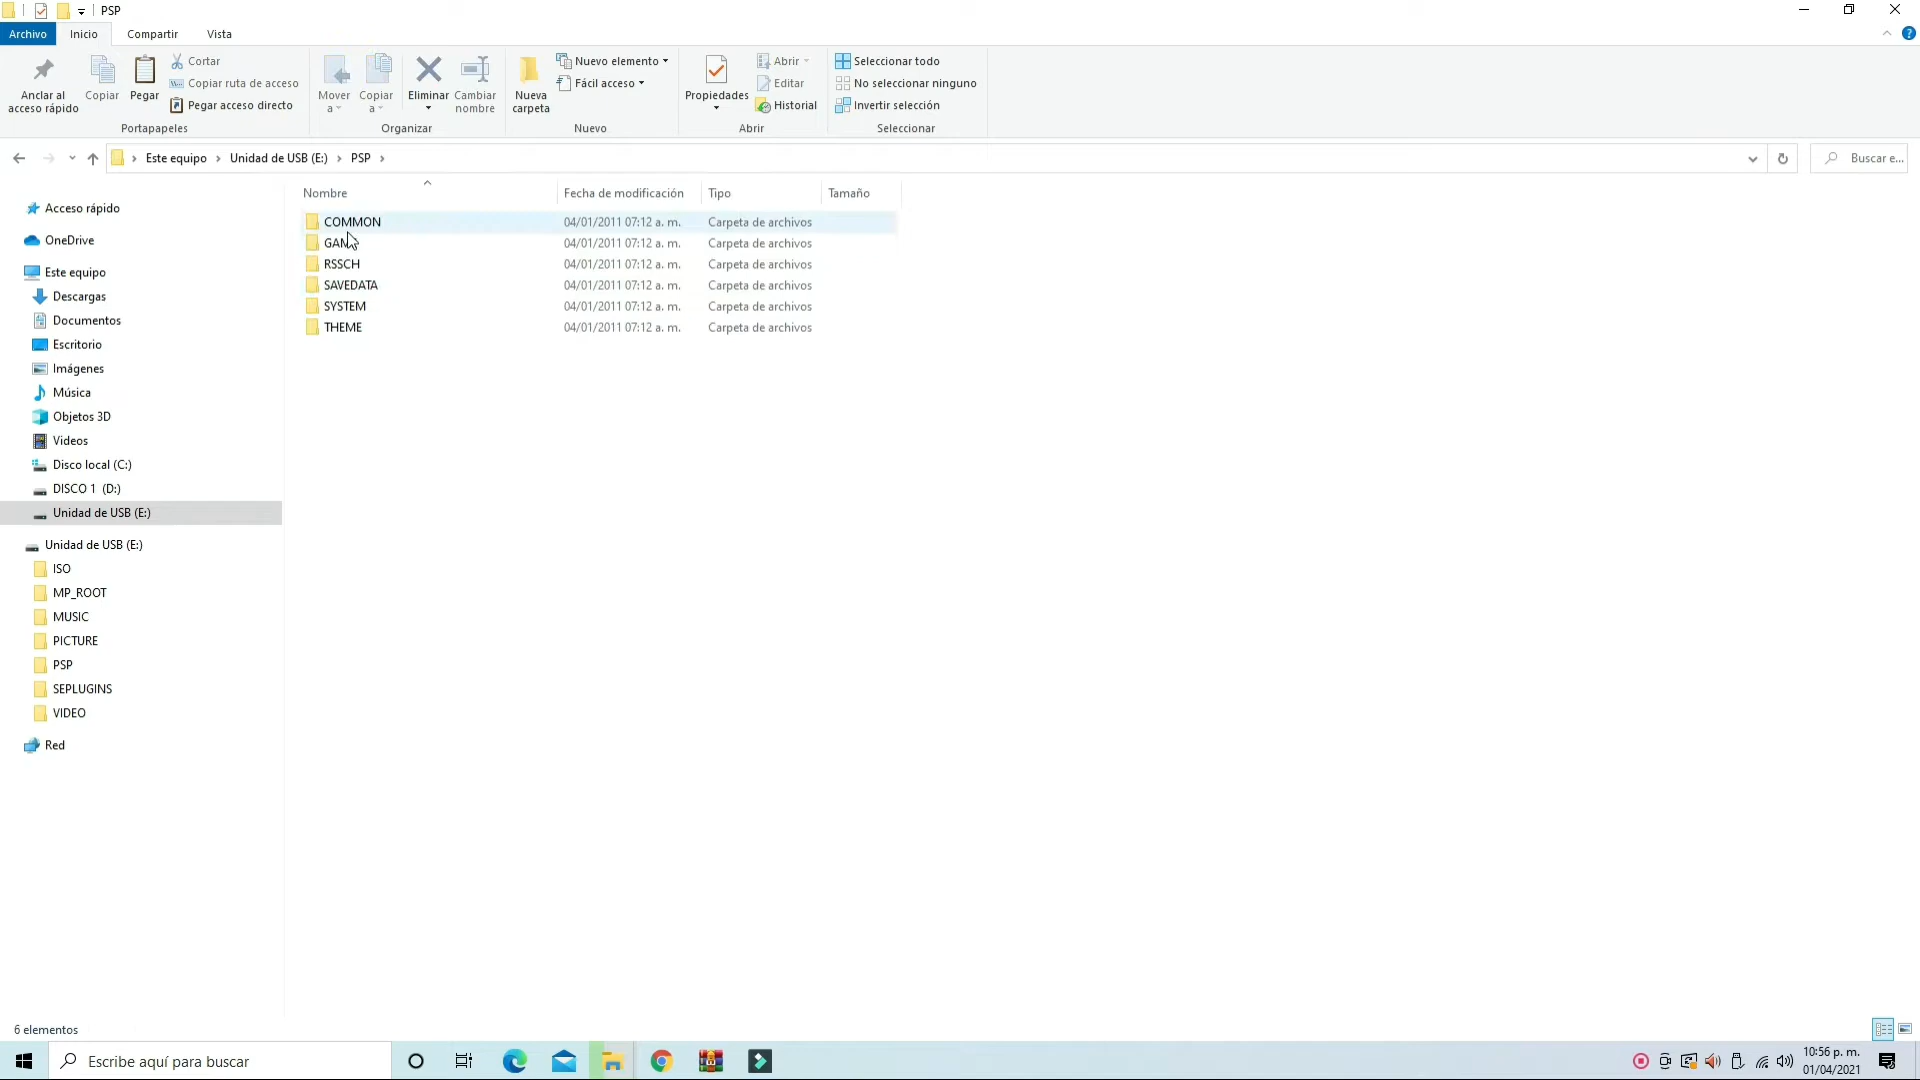 PSP
Archivo Inicio Compartir Vista
Anclar al acceso rápido
Copiar
Pegar
Cortar
Copiar ruta de acceso
Pegar acceso directo
Portapapeles
Mover a
Copiar a
Eliminar
Cambiar nombre
Organizar
Nueva carpeta
Nuevo elemento
Fácil acceso
Nuevo
Propiedades
Abrir
Editar
Historial
Abrir
Seleccionar todo
No seleccionar ninguno
Invertir selección
Seleccionar
Este equipo > Unidad de USB (E:) > PSP >
Buscar e...
Acceso rápido
OneDrive
Este equipo
Descargas
Documentos
Escritorio
Imágenes
Música
Objetos 3D
Videos
Disco local (C:)
DISCO 1 (D:)
Unidad de USB (E:)
Unidad de USB (E:)
ISO
MP_ROOT
MUSIC
PICTURE
PSP
SEPLUGINS
VIDEO
Red
Nombre Fecha de modificación Tipo Tamaño
COMMON 04/01/2011 07:12 a. m. Carpeta de archivos
04/01/2011 07:12 a. m. Carpeta de archivos
RSSCH 04/01/2011 07:12 a. m. Carpeta de archivos
SAVEDATA 04/01/2011 07:12 a. m. Carpeta de archivos
SYSTEM 04/01/2011 07:12 a. m. Carpeta de archivos
THEME 04/01/2011 07:12 a. m. Carpeta de archivos
6 elementos
Escribe aquí para buscar
10:56 p. m.
01/04/2021